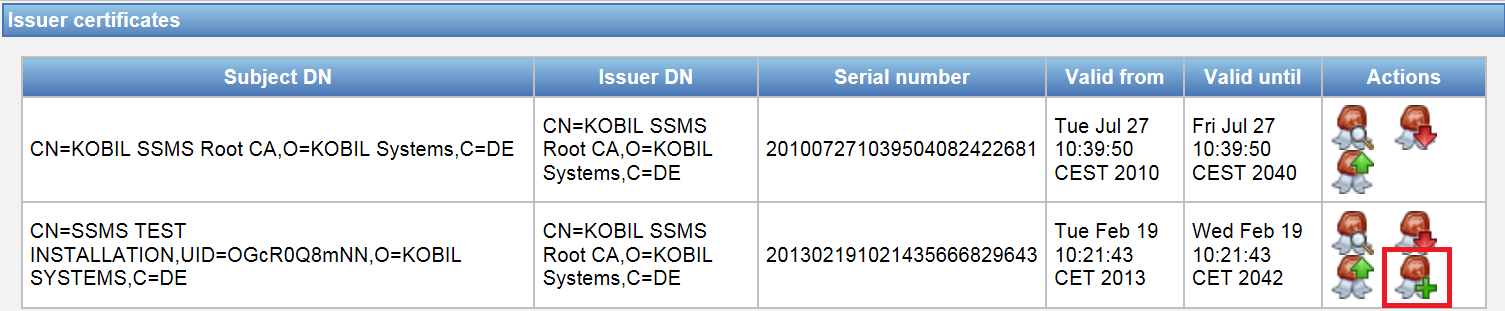 Issuer certificates
Subject DN
Issuer DN
Serial number
Valid from
Valid until
Actions
CN=KOBIL SSMS Root CA,O=KOBIL Systems,C=DE
CN=KOBIL SSMS
Root CA,O=KOBIL
Systems,C=DE
201007271039504082422681
Tue Jul 27
10:39:50
CEST 2010
Fri Jul 27
10:39:50
CEST 2040
CN=SSMS TEST
INSTALLATION,UID=OGcR0Q8mNN,O=KOBIL
SYSTEMS,C=DE
CN=KOBIL SSMS
Root CA,O=KOBIL
Systems,C=DE
201302191021435666829643
Tue Feb 19
10:21:43
CET 2013
Wed Feb 19
10:21:43
CET 2042